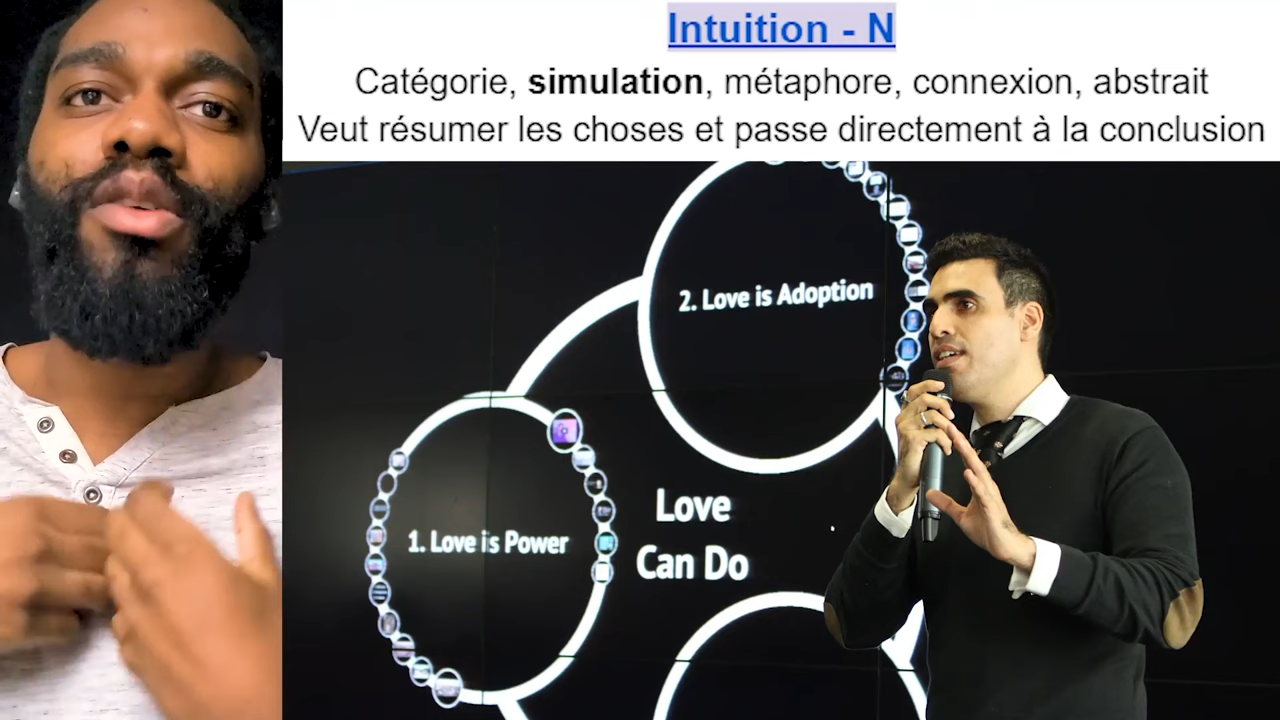 Intuition - N
Catégorie, simulation, métaphore, connexion, abstrait
Veut résumer les choses et passe directement à la conclusion
2. Love is Adoption
1. Love is Power
Love
Can Do